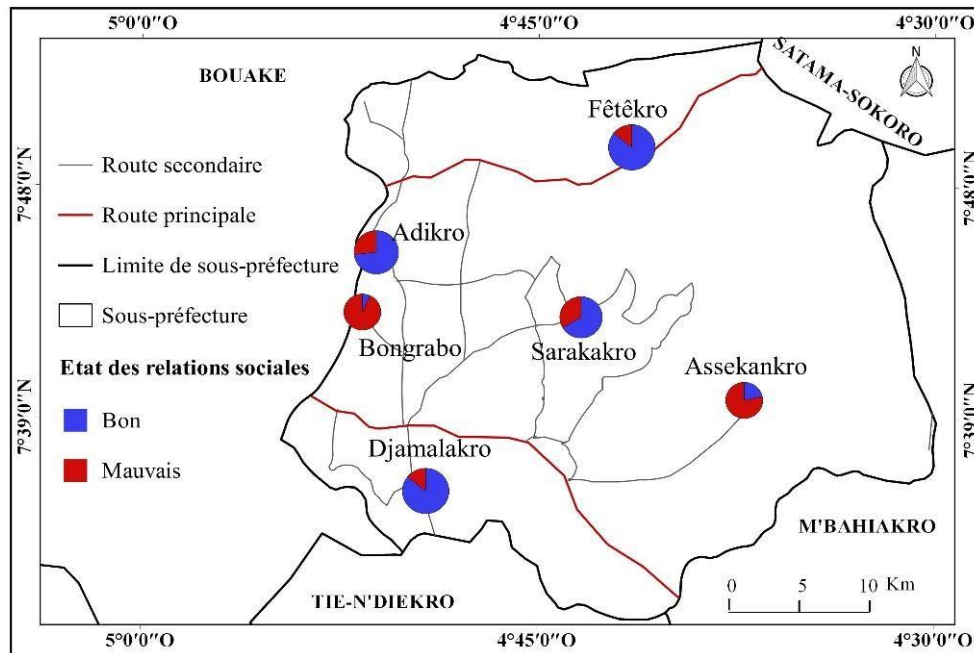 5°0'0"O
4°45'0"O
4°30'0"O
BOUAKE
SATAMA-SOKORO
N
Fêtêkro
Route secondaire
7°48'0"N
7°48'0"N
Route principale
Adikro
Limite de sous-préfecture
Sous-préfecture
Bongrabo
Sarakakro
Etat des relations sociales
Assekankro
Bon
7°39'0"N
7°39'0"N
Djamalakro
Mauvais
M'BAHIAKRO
0 5 10 Km
TIE-N'DIEKRO
5°0'0"O
4°45'0"O
4°30'0"O